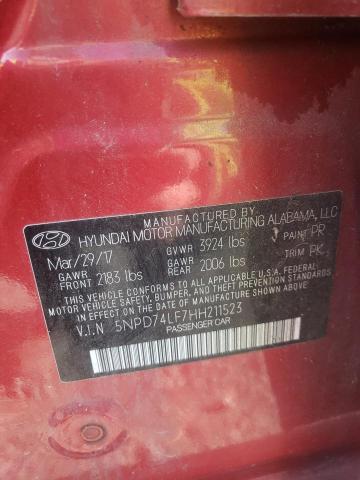 HYUNDAI MOTOR MANUFACTURING ALABAMA, LLC
Mar/29/17 GVWR 3924 lbs PAINT PR
GAWR FRONT 2183 lbs GAWR REAR 2006 lbs TRIM PK
THIS VEHICLE CONFORMS TO ALL APPLICABLE U.S. FEDERAL MOTOR VEHICLE SAFETY, BUMPER, AND THEFT PREVENTION STANDARDS
IN EFFECT ON THE DATE OF MANUFACTURE SHOWN ABOVE.
V.I.N 5NPD74LF7HH211523
PASSENGER CAR